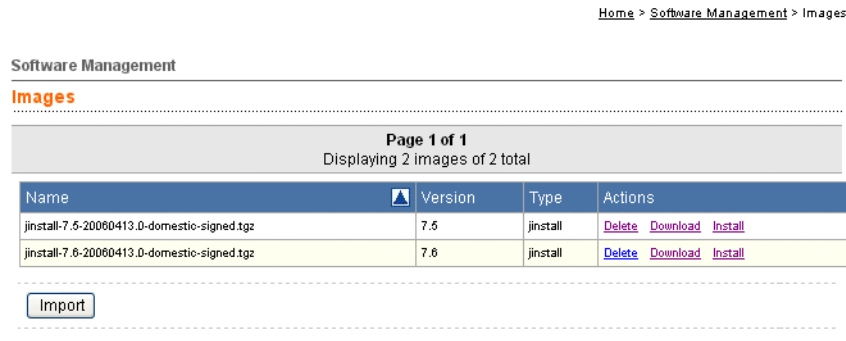 Home > Software Management > Images
Software Management
Images
Page 1 of 1
Displaying 2 images of 2 total
Name Version Type Actions
jinstall-7.5-20060413.0-domestic-signed.tgz 7.5 jinstall Delete Download Install
jinstall-7.6-20060413.0-domestic-signed.tgz 7.6 jinstall Delete Download Install
Import